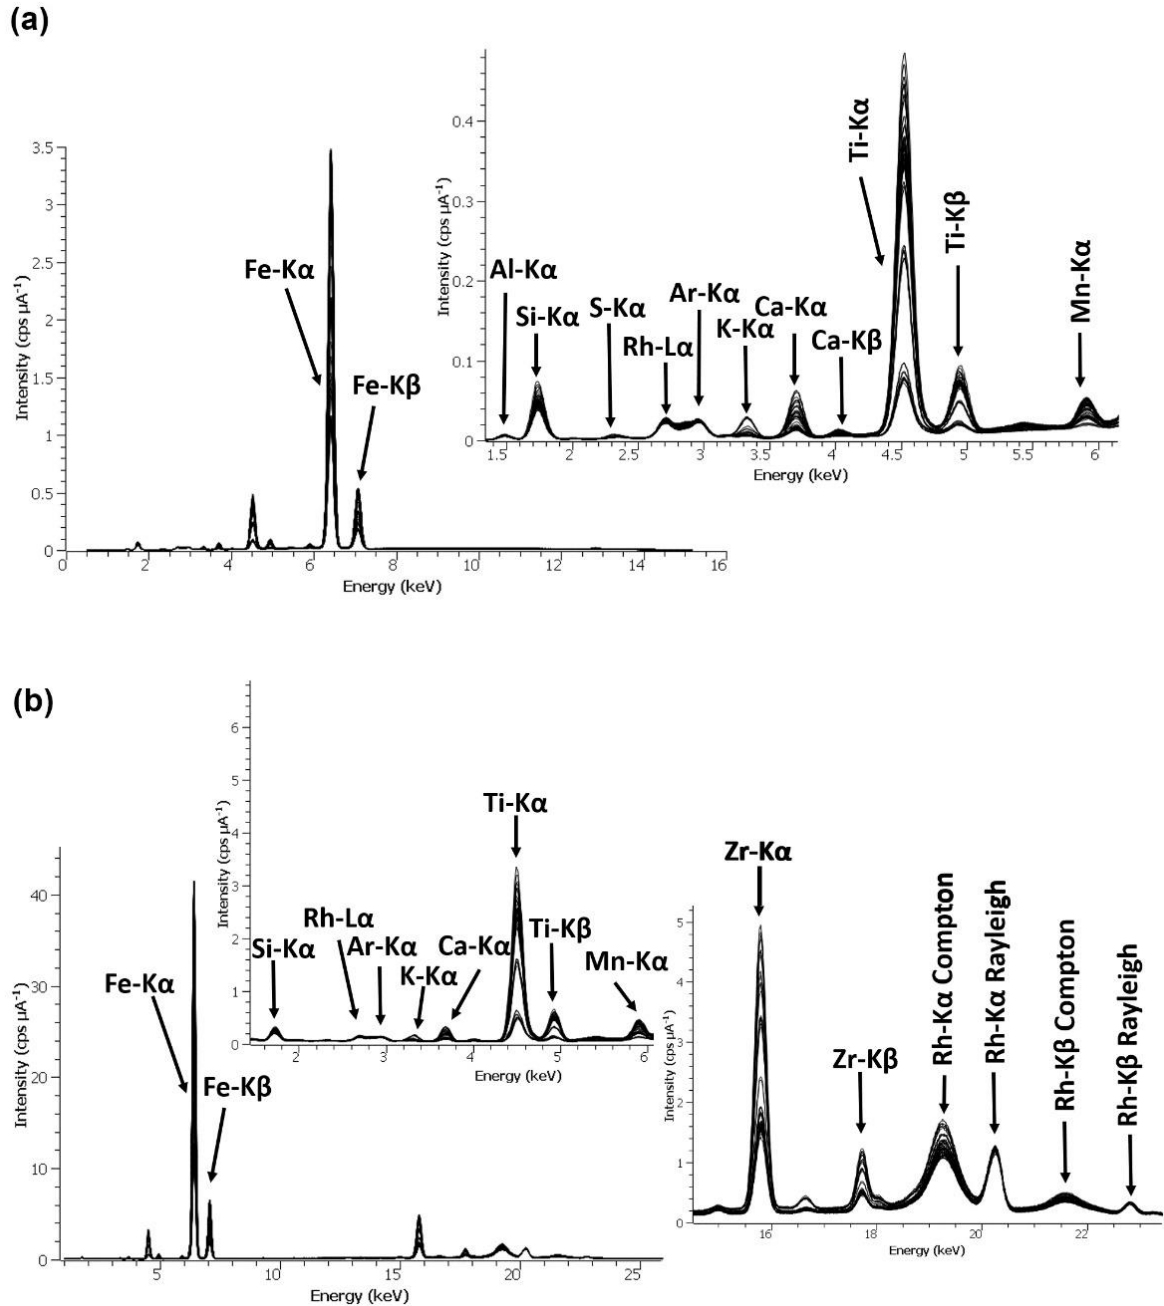 (a)
3.5
3
2.5
2
1.5
1
0.5
0
Intensity (cps μA⁻¹)
Fe-Kα
Fe-Kβ
0 2 4 6 8 10 12 14 16
Energy (keV)
0.4
0.3
0.2
0.1
0
Intensity (cps μA⁻¹)
Al-Kα
Si-Kα
S-Kα
Rh-Lα
Ar-Kα
K-Kα
Ca-Kα
Ca-Kβ
Ti-Kα
Ti-Kβ
Mn-Kα
1.5 2 2.5 3 3.5 4 4.5 5 5.5 6
Energy (keV)
(b)
40
30
20
10
0
Intensity (cps μA⁻¹)
Fe-Kα
Fe-Kβ
5 10 15 20 25
Energy (keV)
6
5
4
3
2
1
0
Intensity (cps μA⁻¹)
Si-Kα
Rh-Lα
Ar-Kα
K-Kα
Ca-Kα
Ti-Kα
Ti-Kβ
Mn-Kα
2 3 4 5 6
Energy (keV)
5
4
3
2
1
0
Intensity (cps μA⁻¹)
Zr-Kα
Zr-Kβ
Rh-Kα Compton
Rh-Kα Rayleigh
Rh-Kβ Compton
Rh-Kβ Rayleigh
16 18 20 22
Energy (keV)